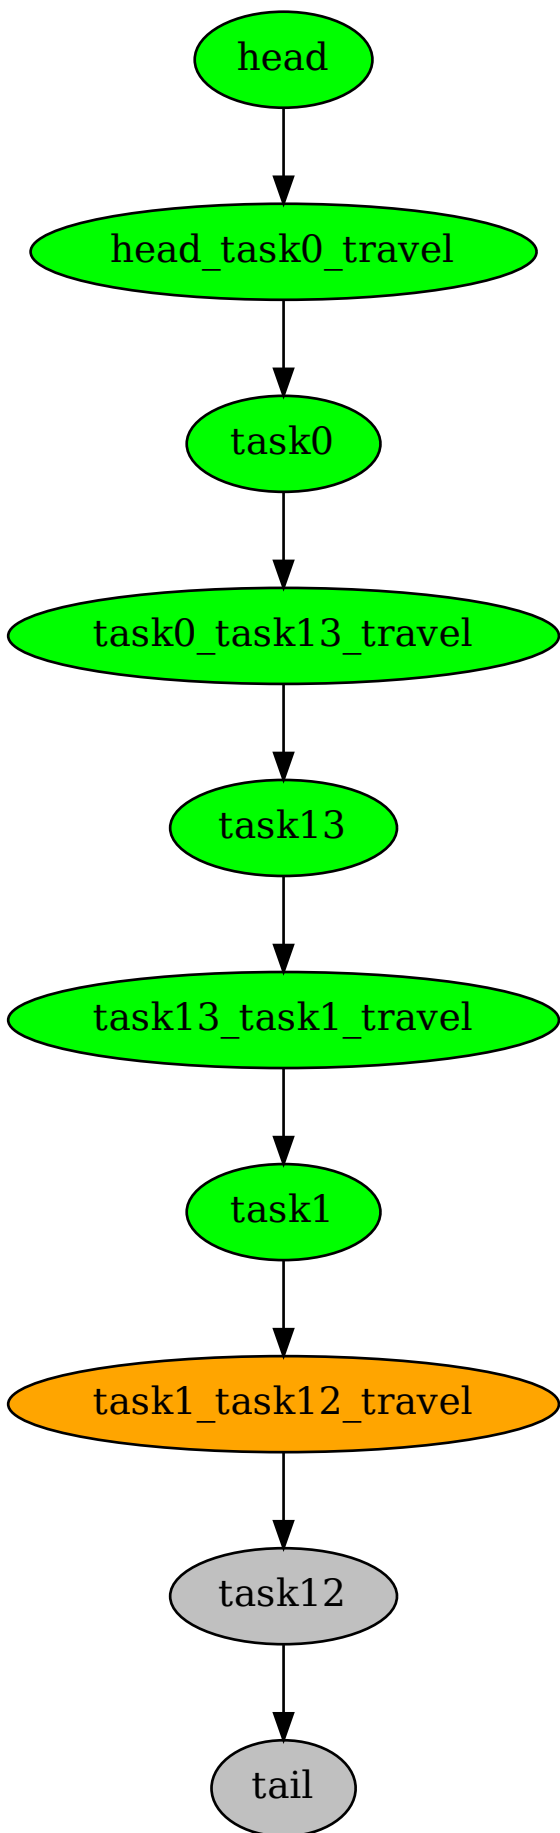 head
head_task0_travel
task0
task0_task13_travel
task13
task13_task1_travel
task1
task1_task12_travel
task12
tail